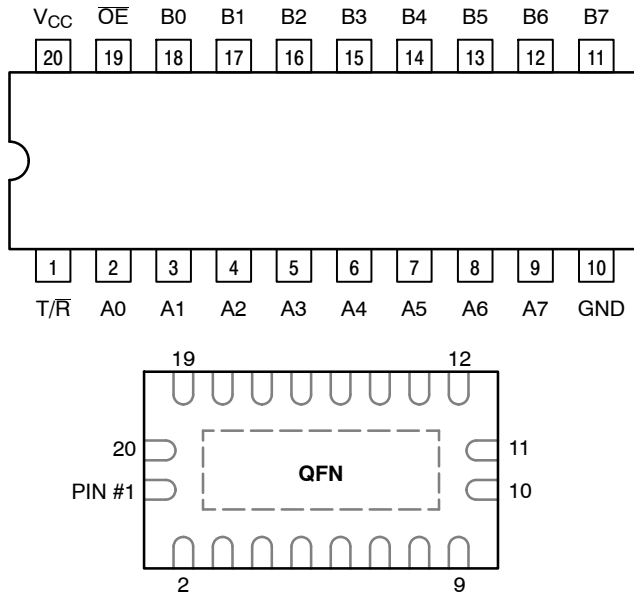 VCC O̅E̅ B0 B1 B2 B3 B4 B5 B6 B7
20 19 18 17 16 15 14 13 12 11
1 2 3 4 5 6 7 8 9 10
T/R̅ A0 A1 A2 A3 A4 A5 A6 A7 GND
19 12
20 11
QFN
PIN #1 10
2 9